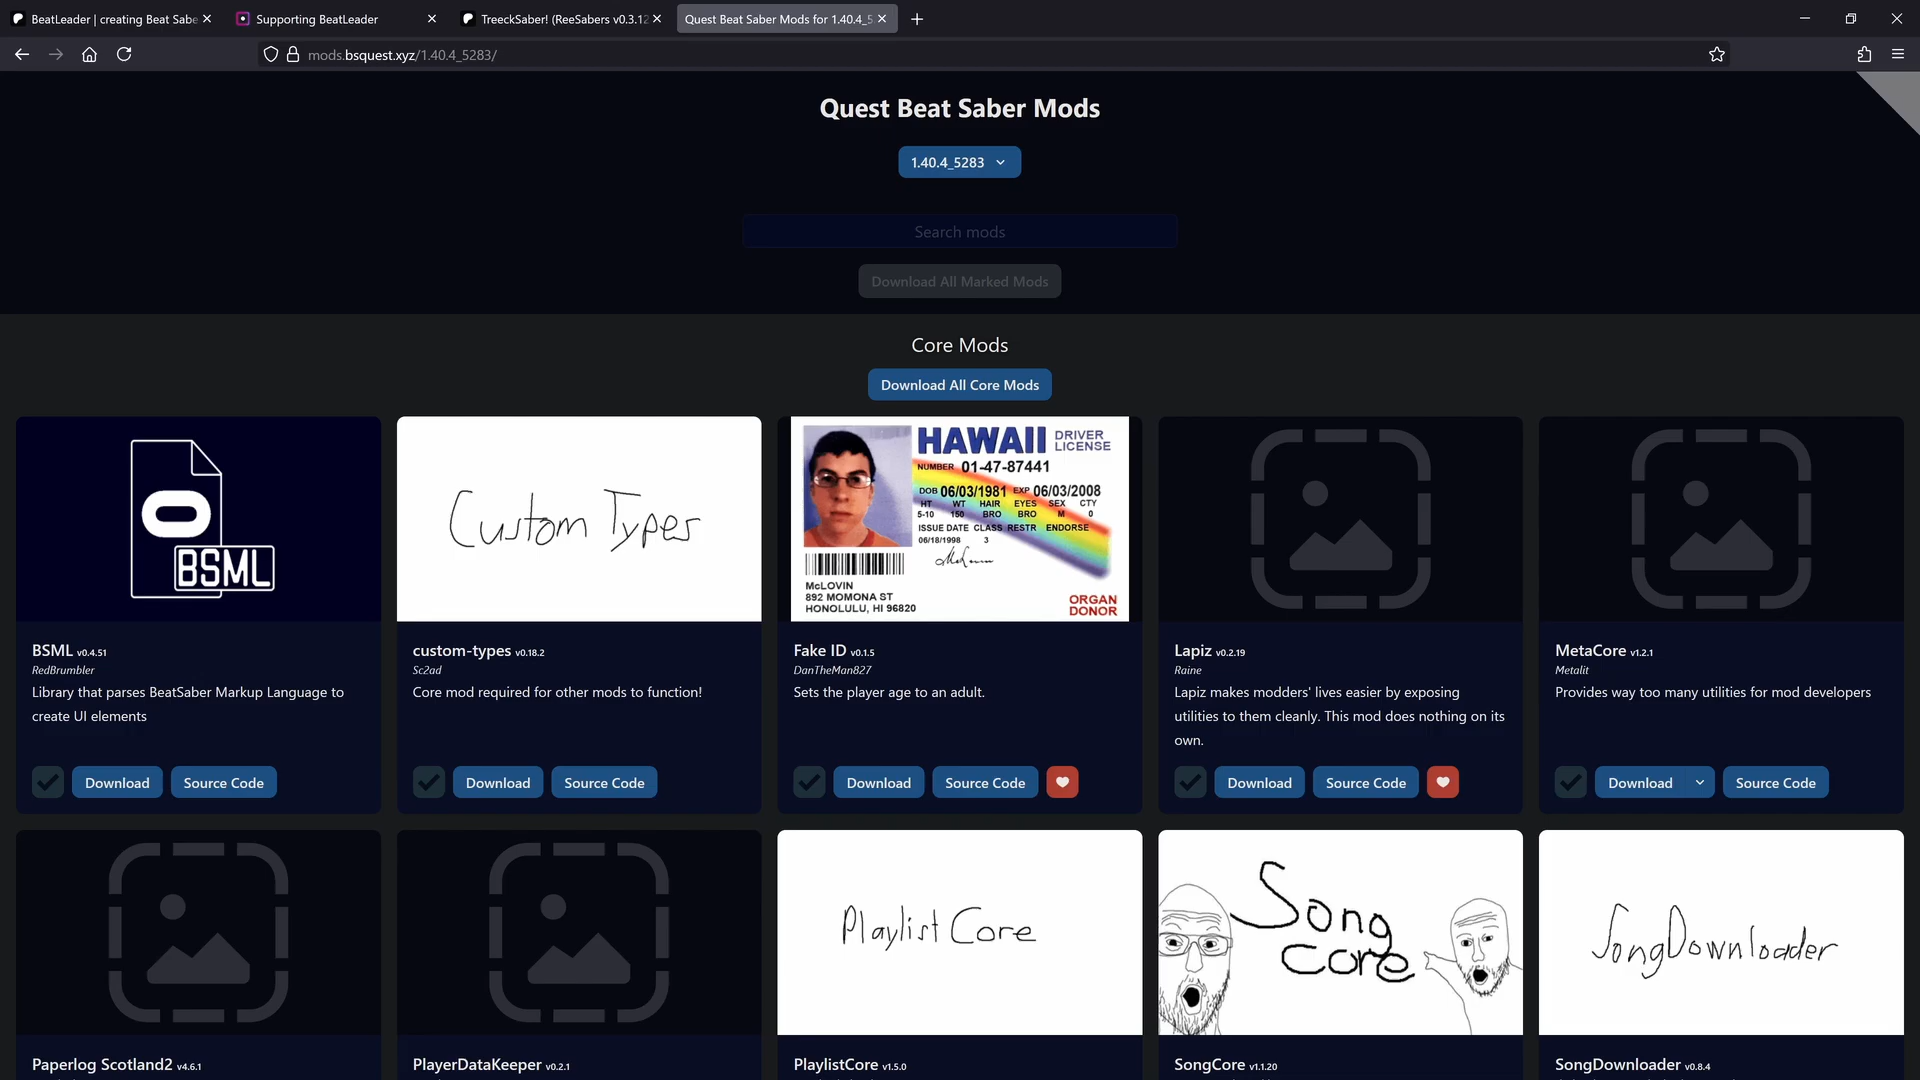 BeatLeader | creating Beat Sabe
Supporting BeatLeader
TreeckSaber! (ReeSabers v0.3.12
Quest Beat Saber Mods for 1.40.4_5
mods.bsquest.xyz/1.40.4_5283/
Quest Beat Saber Mods
1.40.4_5283
Search mods
Download All Marked Mods
Core Mods
Download All Core Mods
BSML
Custom Types
HAWAII DRIVER LICENSE
NUMBER 01-47-87441
DOB 06/03/1981 EXP 06/03/2008
HT WT HAIR EYES SEX CTY
5-10 150 BRO BRO M 0
ISSUE DATE CLASS RESTR ENDORSE
06/18/1998 3
McLOVIN
892 MOMONA ST
HONOLULU, HI 96820
ORGAN
DONOR
BSML v0.4.51
RedBrumbler
Library that parses BeatSaber Markup Language to
create UI elements
Download
Source Code
custom-types v0.18.2
Sc2ad
Core mod required for other mods to function!
Download
Source Code
Fake ID v0.1.5
DanTheMan827
Sets the player age to an adult.
Download
Source Code
Lapiz v0.2.19
Raine
Lapiz makes modders' lives easier by exposing
utilities to them cleanly. This mod does nothing on its
own.
Download
Source Code
MetaCore v1.2.1
Metalit
Provides way too many utilities for mod developers
Download
Source Code
Playlist Core
Song
Core
SongDownloader
Paperlog Scotland2 v4.6.1
PlayerDataKeeper v0.2.1
PlaylistCore v1.5.0
SongCore v1.1.20
SongDownloader v0.8.4